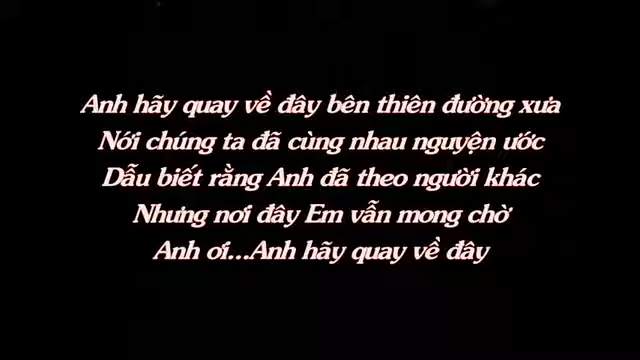 Anh hãy quay về đây bên thiên đường xưa
Nới chúng ta đã cùng nhau nguyện ước
Dẫu biết rằng Anh đã theo người khác
Nhưng nơi đây Em vẫn mong chờ
Anh ơi...Anh hãy quay về đây